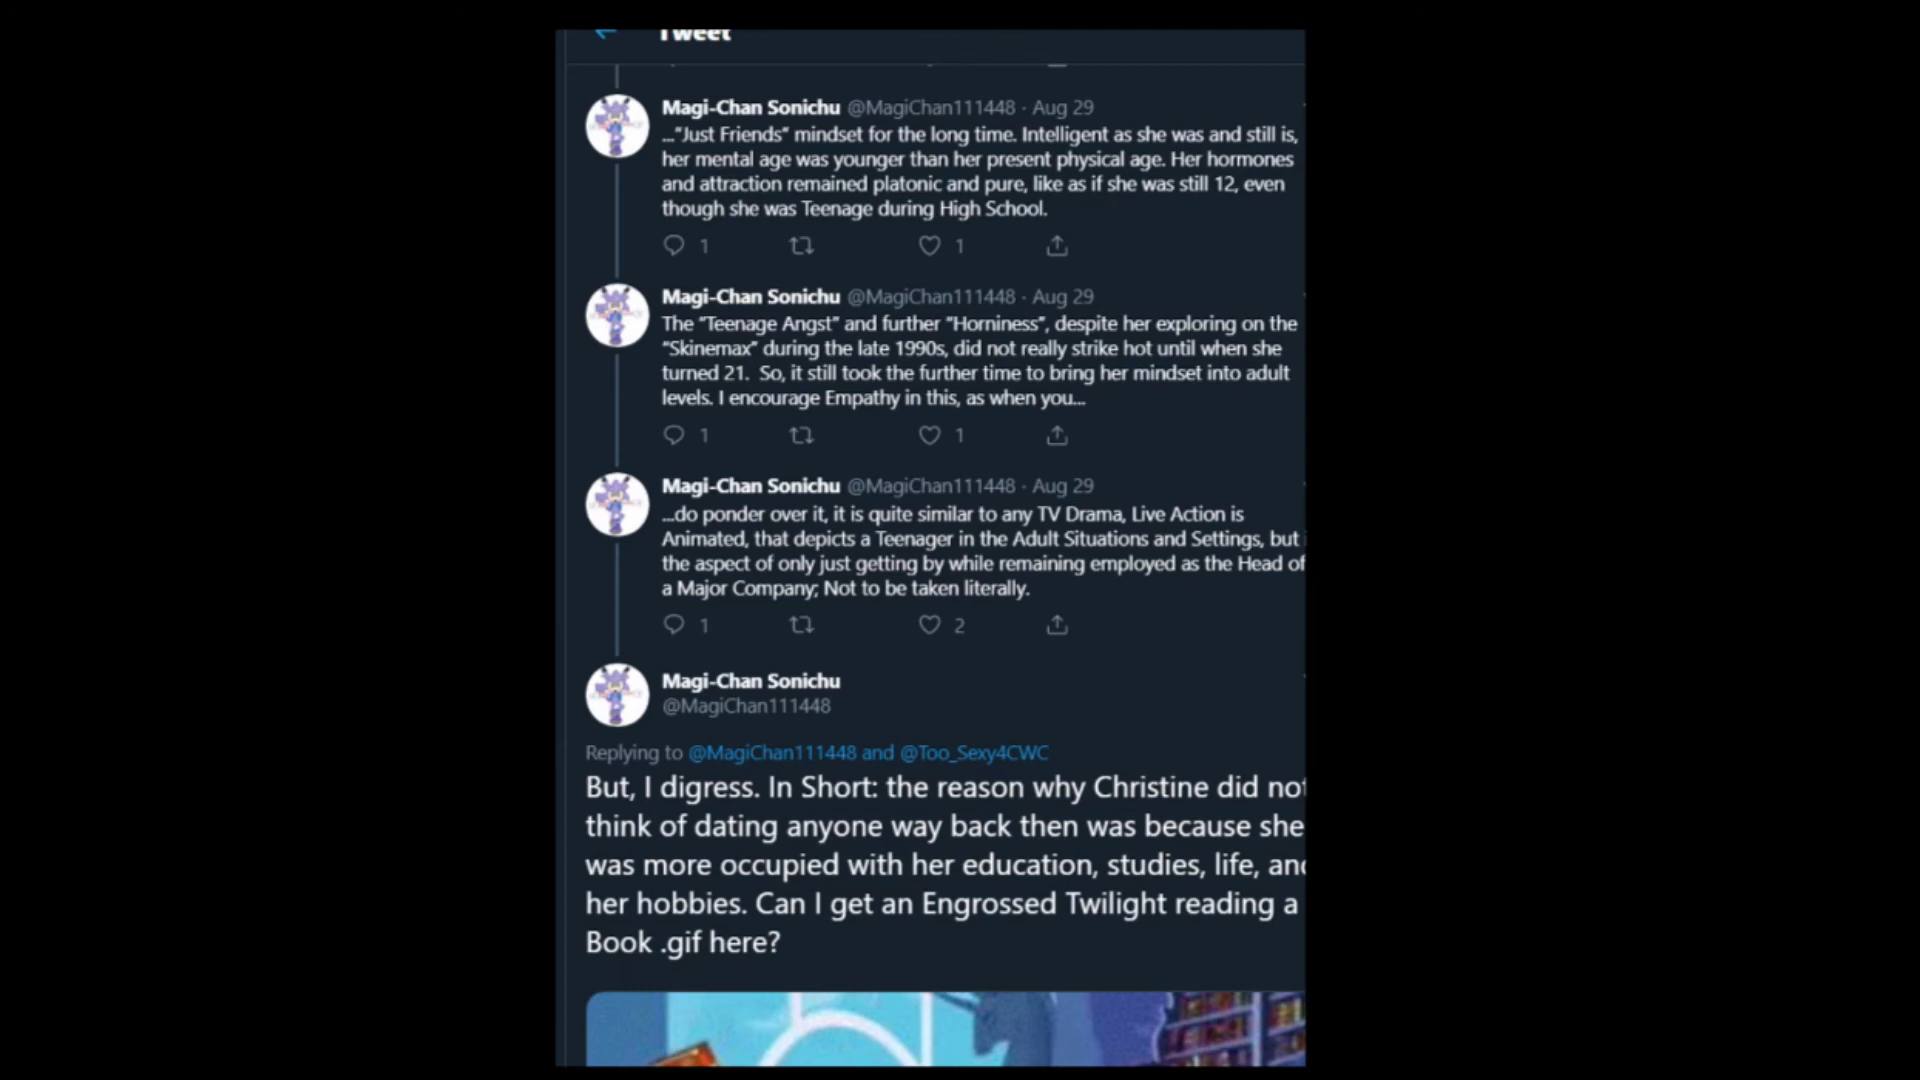 Tweet
Magi-Chan Sonichu @MagiChan111448 · Aug 29
..."Just Friends" mindset for the long time. Intelligent as she was and still is,
her mental age was younger than her present physical age. Her hormones
and attraction remained platonic and pure, like as if she was still 12, even
though she was Teenage during High School.
1 1
Magi-Chan Sonichu @MagiChan111448 · Aug 29
The "Teenage Angst" and further "Horniness", despite her exploring on the
"Skinemax" during the late 1990s, did not really strike hot until when she
turned 21. So, it still took the further time to bring her mindset into adult
levels. I encourage Empathy in this, as when you...
1 1
Magi-Chan Sonichu @MagiChan111448 · Aug 29
...do ponder over it, it is quite similar to any TV Drama, Live Action is
Animated, that depicts a Teenager in the Adult Situations and Settings, but
the aspect of only just getting by while remaining employed as the Head of
a Major Company; Not to be taken literally.
1 2
Magi-Chan Sonichu
@MagiChan111448
Replying to @MagiChan111448 and @Too_Sexy4CWC
But, I digress. In Short: the reason why Christine did not
think of dating anyone way back then was because she
was more occupied with her education, studies, life, and
her hobbies. Can I get an Engrossed Twilight reading a
Book .gif here?